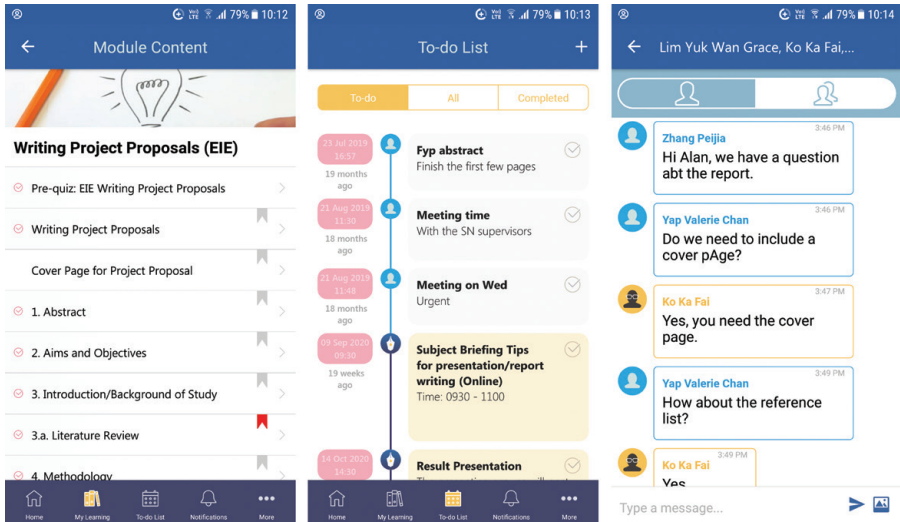 79% 10:12
Module Content
Writing Project Proposals (EIE)
Pre-quiz: EIE Writing Project Proposals
Writing Project Proposals
Cover Page for Project Proposal
1. Abstract
2. Aims and Objectives
3. Introduction/Background of Study
3.a. Literature Review
4. Methodology
Home
My Learning
To-do List
Notifications
More
79% 10:13
To-do List
To-do
All
Completed
23 Jul 2019
16:57
19 months
ago
Fyp abstract
Finish the first few pages
21 Aug 2019
11:30
18 months
ago
Meeting time
With the SN supervisors
21 Aug 2019
11:48
18 months
ago
Meeting on Wed
Urgent
09 Sep 2020
09:30
19 weeks
ago
Subject Briefing Tips
for presentation/report
writing (Online)
Time: 0930 - 1100
14 Oct 2020
14:30
Result Presentation
Home
My Learning
To-do List
Notifications
More
79% 10:14
Lim Yuk Wan Grace, Ko Ka Fai,...
3:46 PM
Zhang Peijia
Hi Alan, we have a question
abt the report.
3:46 PM
Yap Valerie Chan
Do we need to include a
cover pAge?
3:47 PM
Ko Ka Fai
Yes, you need the cover
page.
3:49 PM
Yap Valerie Chan
How about the reference
list?
3:49 PM
Ko Ka Fai
Yes
Type a message...